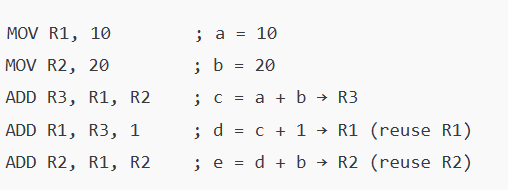 MOV R1, 10 ; a = 10
MOV R2, 20 ; b = 20
ADD R3, R1, R2 ; c = a + b → R3
ADD R1, R3, 1 ; d = c + 1 → R1 (reuse R1)
ADD R2, R1, R2 ; e = d + b → R2 (reuse R2)